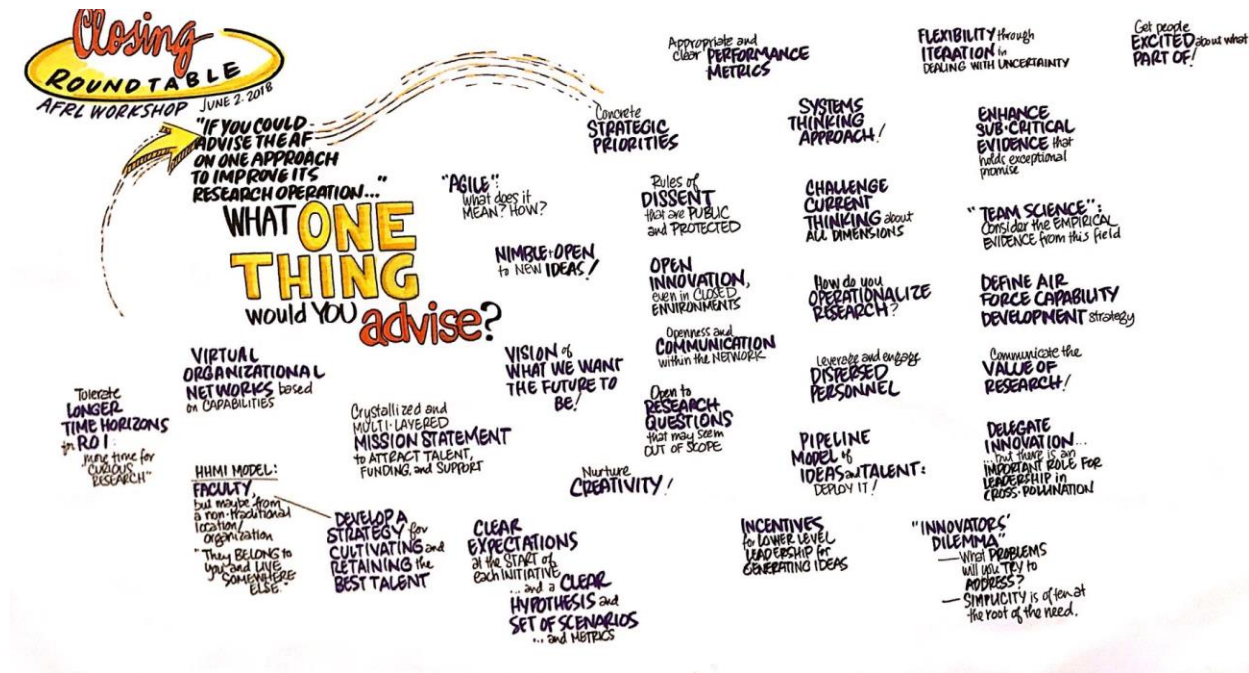 Closing
ROUNDTABLE
AFRL WORKSHOP JUNE 2·2018
"IF YOU COULD
ADVISE THE AF
ON ONE APPROACH
TO IMPROVE ITS
RESEARCH OPERATION..."
WHAT ONE
THING
would YOU
advise?
Tolerate
LONGER
TIME HORIZONS
for R.O.I:
more time for
"CURIOUS
RESEARCH"
VIRTUAL
ORGANIZATIONAL
NETWORKS based
on CAPABILITIES
HHMI MODEL:
FACULTY,
but maybe from
a non-traditional
location/
organization
"They BELONG to
you and LIVE
SOMEWHERE
ELSE."
DEVELOP A
STRATEGY for
CULTIVATING and
RETAINING the
BEST TALENT
Crystallized and
MULTI-LAYERED
MISSION STATEMENT
to ATTRACT TALENT,
FUNDING, and SUPPORT
"AGILE":
what does it
MEAN? HOW?
NIMBLE + OPEN
to NEW IDEAS!
VISION of
WHAT WE WANT
THE FUTURE TO
BE!
Nurture
CREATIVITY!
CLEAR
EXPECTATIONS
at the START of
each INITIATIVE
...and a CLEAR
HYPOTHESIS and
SET OF SCENARIOS
... and METRICS
Concrete
STRATEGIC
PRIORITIES
Rules of
DISSENT
that are PUBLIC
and PROTECTED
OPEN
INNOVATION,
even in CLOSED
ENVIRONMENTS
Openness and
COMMUNICATION
within the NETWORK
Open to
RESEARCH
QUESTIONS
that may seem
OUT OF SCOPE
Appropriate and
clear PERFORMANCE
METRICS
SYSTEMS
THINKING
APPROACH!
CHALLENGE
CURRENT
THINKING about
ALL DIMENSIONS
How do you
OPERATIONALIZE
RESEARCH?
Leverage and engage
DISPERSED
PERSONNEL
PIPELINE
MODEL of
IDEAS and TALENT:
DEPLOY IT!
INCENTIVES
for LOWER LEVEL
LEADERSHIP for
GENERATING IDEAS
FLEXIBILITY through
ITERATION in
DEALING WITH UNCERTAINTY
ENHANCE
SUB-CRITICAL
EVIDENCE that
holds exceptional
promise
"TEAM SCIENCE":
Consider the EMPIRICAL
EVIDENCE from this field
DEFINE AIR
FORCE CAPABILITY
DEVELOPMENT strategy
Communicate the
VALUE OF
RESEARCH!
DELEGATE
INNOVATION...
...but there is an
IMPORTANT ROLE FOR
LEADERSHIP in
CROSS-POLLINATION
"INNOVATORS'
DILEMMA"
— What PROBLEMS
will you TRY to
ADDRESS?
— SIMPLICITY is often at
the root of the need.
Get people
EXCITED about what
PART OF!